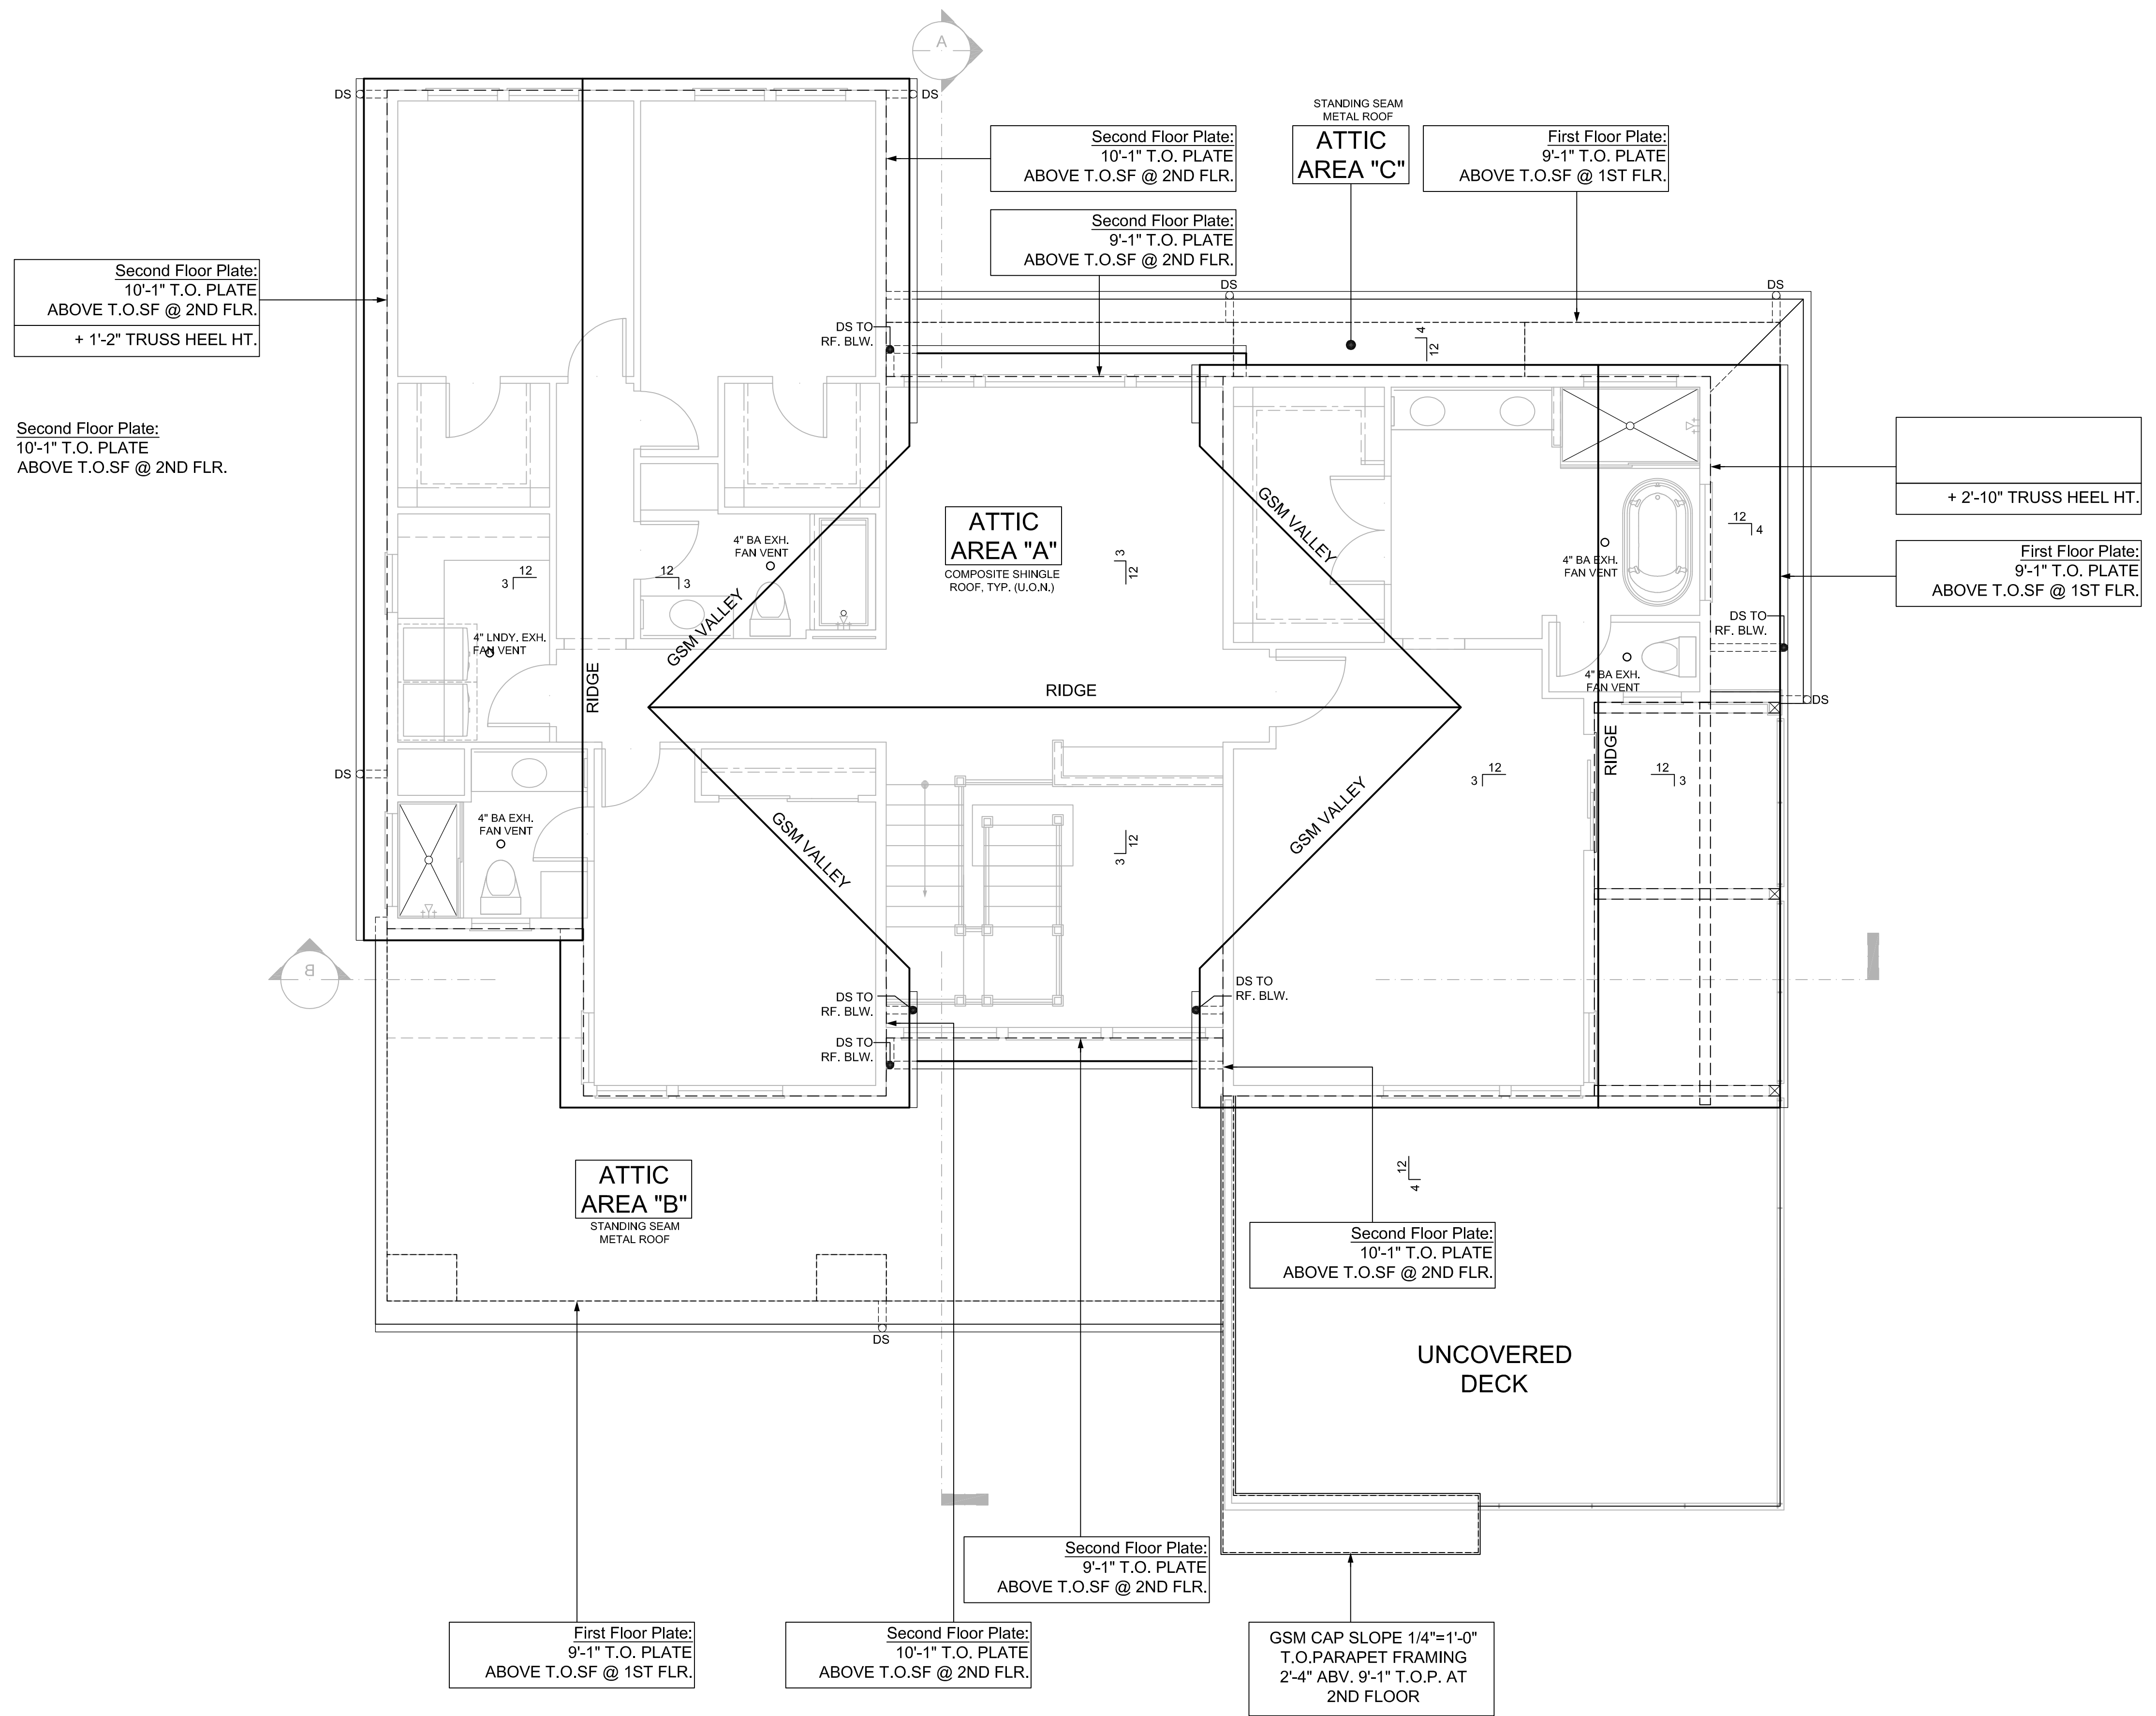 A
DS
DS
Second Floor Plate:
10'-1" T.O. PLATE
ABOVE T.O.SF @ 2ND FLR.
STANDING SEAM
METAL ROOF
ATTIC
AREA "C"
First Floor Plate:
9'-1" T.O. PLATE
ABOVE T.O.SF @ 1ST FLR.
Second Floor Plate:
9'-1" T.O. PLATE
ABOVE T.O.SF @ 2ND FLR.
Second Floor Plate:
10'-1" T.O. PLATE
ABOVE T.O.SF @ 2ND FLR.
+ 1'-2" TRUSS HEEL HT.
DS
DS
DS TO
RF. BLW.
4
12
Second Floor Plate:
10'-1" T.O. PLATE
ABOVE T.O.SF @ 2ND FLR.
+ 2'-10" TRUSS HEEL HT.
GSM VALLEY
ATTIC
AREA "A"
COMPOSITE SHINGLE
ROOF, TYP. (U.O.N.)
3
12
12
4
4" BA EXH.
FAN VENT
4" BA EXH.
FAN VENT
First Floor Plate:
9'-1" T.O. PLATE
ABOVE T.O.SF @ 1ST FLR.
12
3
12
3
GSM VALLEY
4" LNDY. EXH.
FAN VENT
DS TO
RF. BLW.
4" BA EXH.
FAN VENT
RIDGE
RIDGE
DS
RIDGE
DS
12
3
12
3
4" BA EXH.
FAN VENT
GSM VALLEY
3
12
GSM VALLEY
B
DS TO
RF. BLW.
DS TO
RF. BLW.
DS TO
RF. BLW.
ATTIC
AREA "B"
STANDING SEAM
METAL ROOF
12
4
Second Floor Plate:
10'-1" T.O. PLATE
ABOVE T.O.SF @ 2ND FLR.
DS
UNCOVERED
DECK
Second Floor Plate:
9'-1" T.O. PLATE
ABOVE T.O.SF @ 2ND FLR.
First Floor Plate:
9'-1" T.O. PLATE
ABOVE T.O.SF @ 1ST FLR.
Second Floor Plate:
10'-1" T.O. PLATE
ABOVE T.O.SF @ 2ND FLR.
GSM CAP SLOPE 1/4"=1'-0"
T.O.PARAPET FRAMING
2'-4" ABV. 9'-1" T.O.P. AT
2ND FLOOR